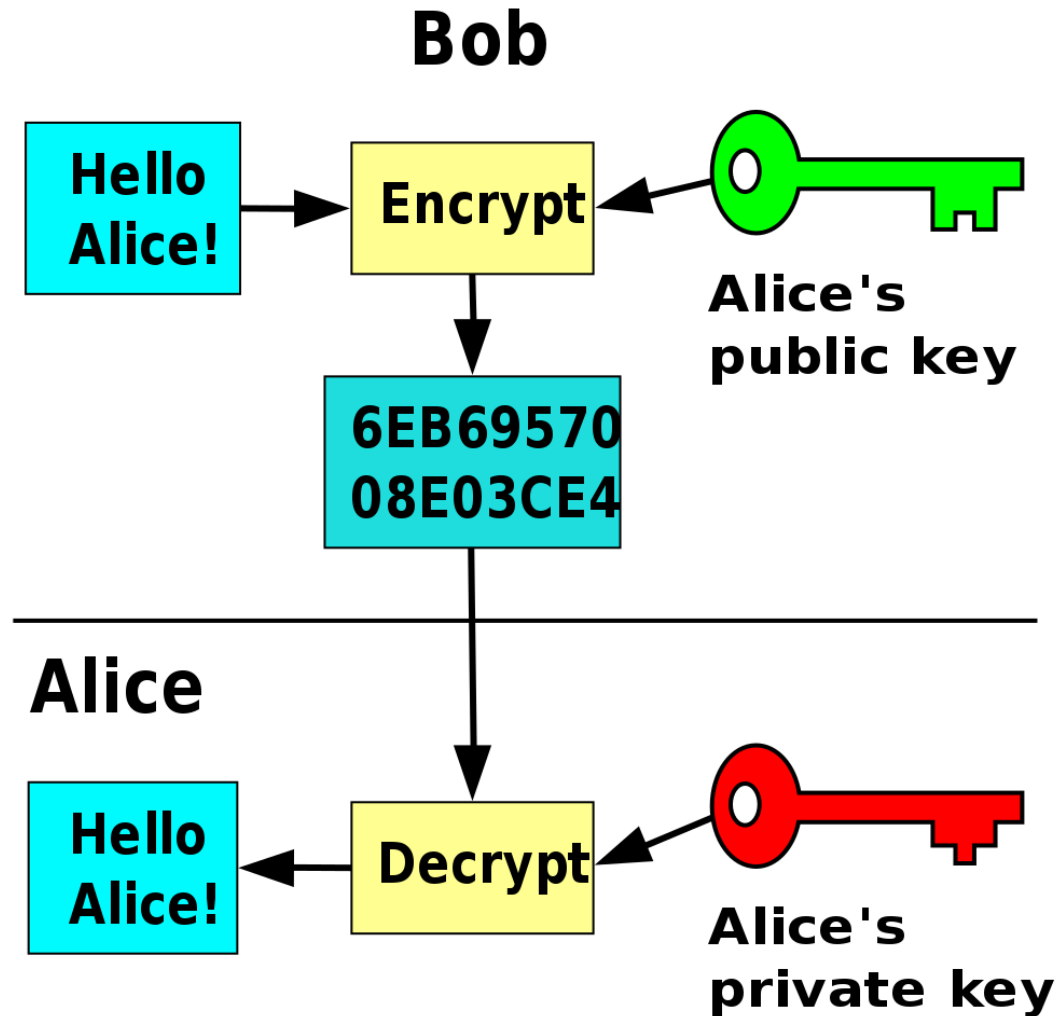 Bob
Hello
Alice!
Encrypt
Alice's
public key
6EB69570
08E03CE4
Alice
Hello
Alice!
Decrypt
Alice's
private key